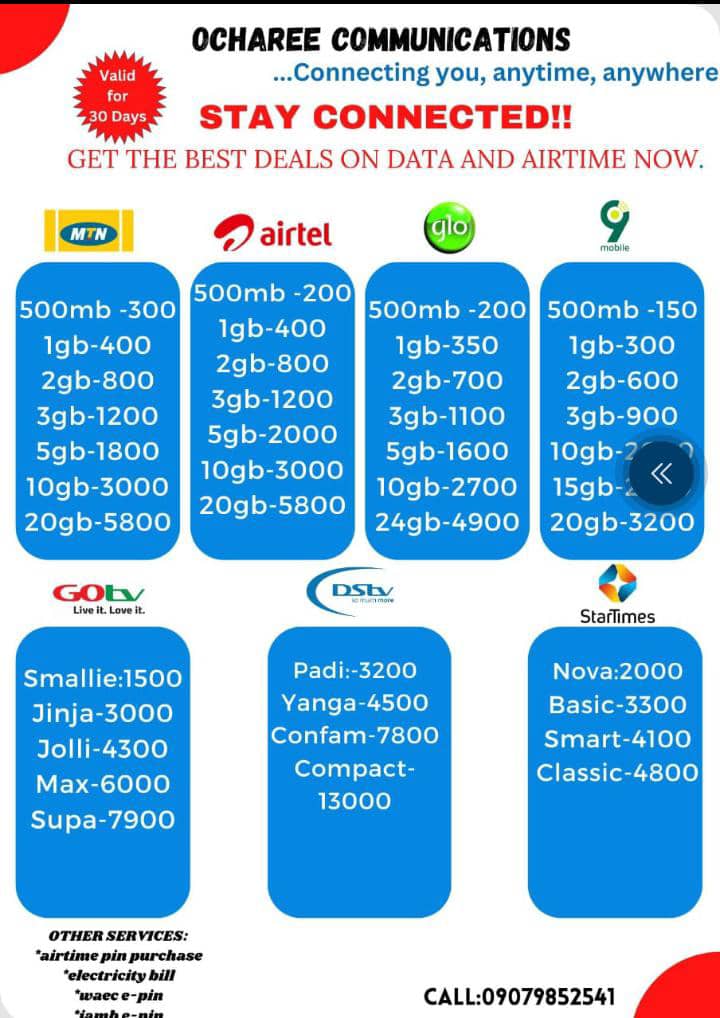 OCHAREE COMMUNICATIONS
...Connecting you, anytime, anywhere
Valid
for
30 Days
STAY CONNECTED!!
GET THE BEST DEALS ON DATA AND AIRTIME NOW.
MTN
500mb -300
1gb-400
2gb-800
3gb-1200
5gb-1800
10gb-3000
20gb-5800
airtel
500mb -200
1gb-400
2gb-800
3gb-1200
5gb-2000
10gb-3000
20gb-5800
glo
500mb -200
1gb-350
2gb-700
3gb-1100
5gb-1600
10gb-2700
24gb-4900
9
mobile
500mb -150
1gb-300
2gb-600
3gb-900
10gb-
15gb-
20gb-3200
GOtv
Live it. Love it.
Smallie:1500
Jinja-3000
Jolli-4300
Max-6000
Supa-7900
DStv
so much more
Padi:-3200
Yanga-4500
Confam-7800
Compact-
13000
StarTimes
Nova:2000
Basic-3300
Smart-4100
Classic-4800
OTHER SERVICES:
*airtime pin purchase
*electricity bill
*waec e-pin
*jamb e-pin
CALL:09079852541